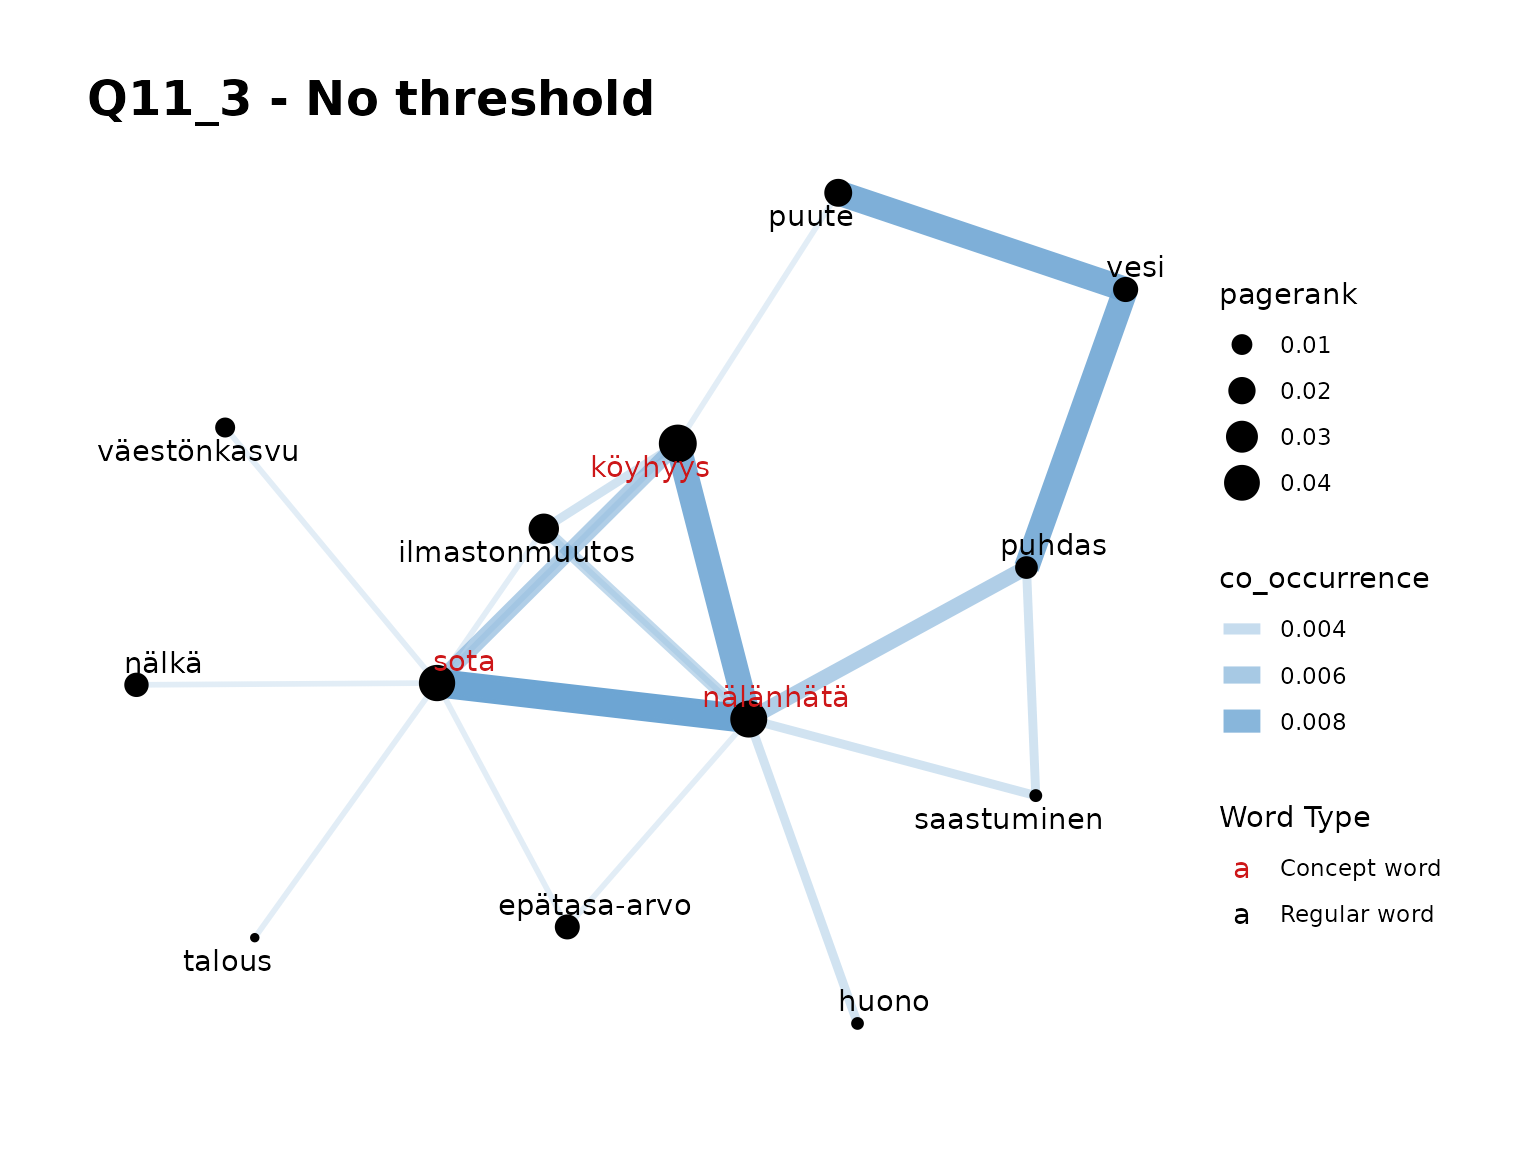 Q11_3 - No threshold
puute
vesi
pagerank
0.01
0.02
0.03
0.04
väestönkasvu
köyhyys
ilmastonmuutos
puhdas
co_occurrence
0.004
0.006
0.008
nälkä
sota
nälänhätä
saastuminen
Word Type
a Concept word
a Regular word
epätasa-arvo
talous
huono